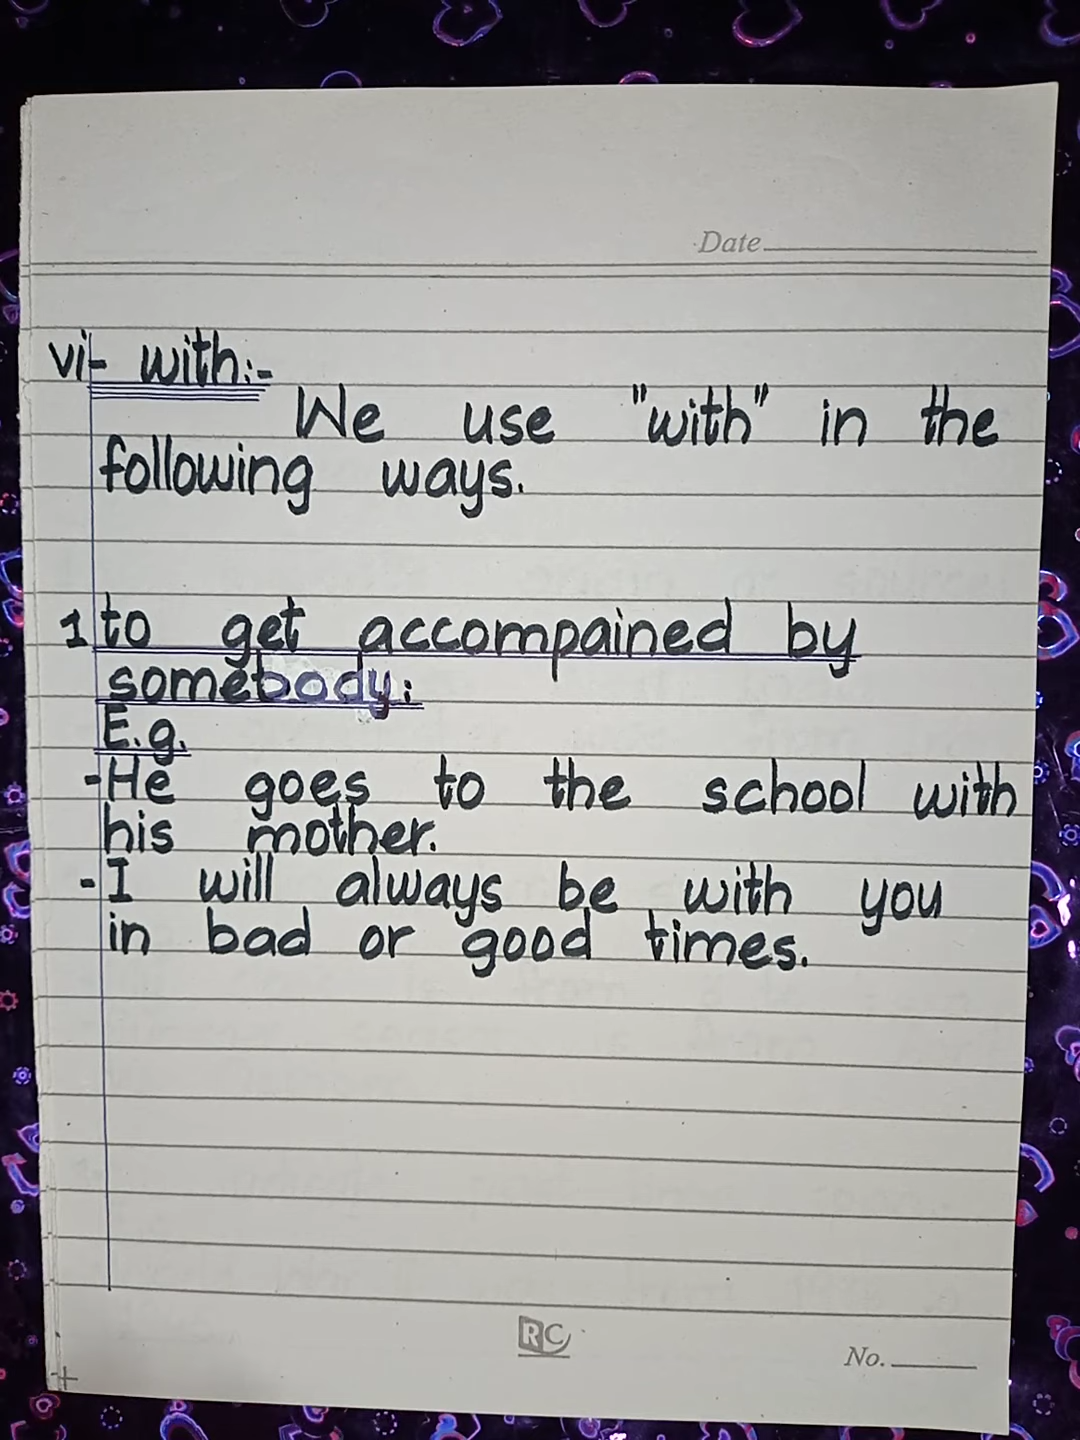 Date
vi- with:-
We use "with" in the
following ways.
1 to get accompained by
somebody:
E.g.
-He goes to the school with
his mother.
-I will always be with you
in bad or good times.
RC
No.